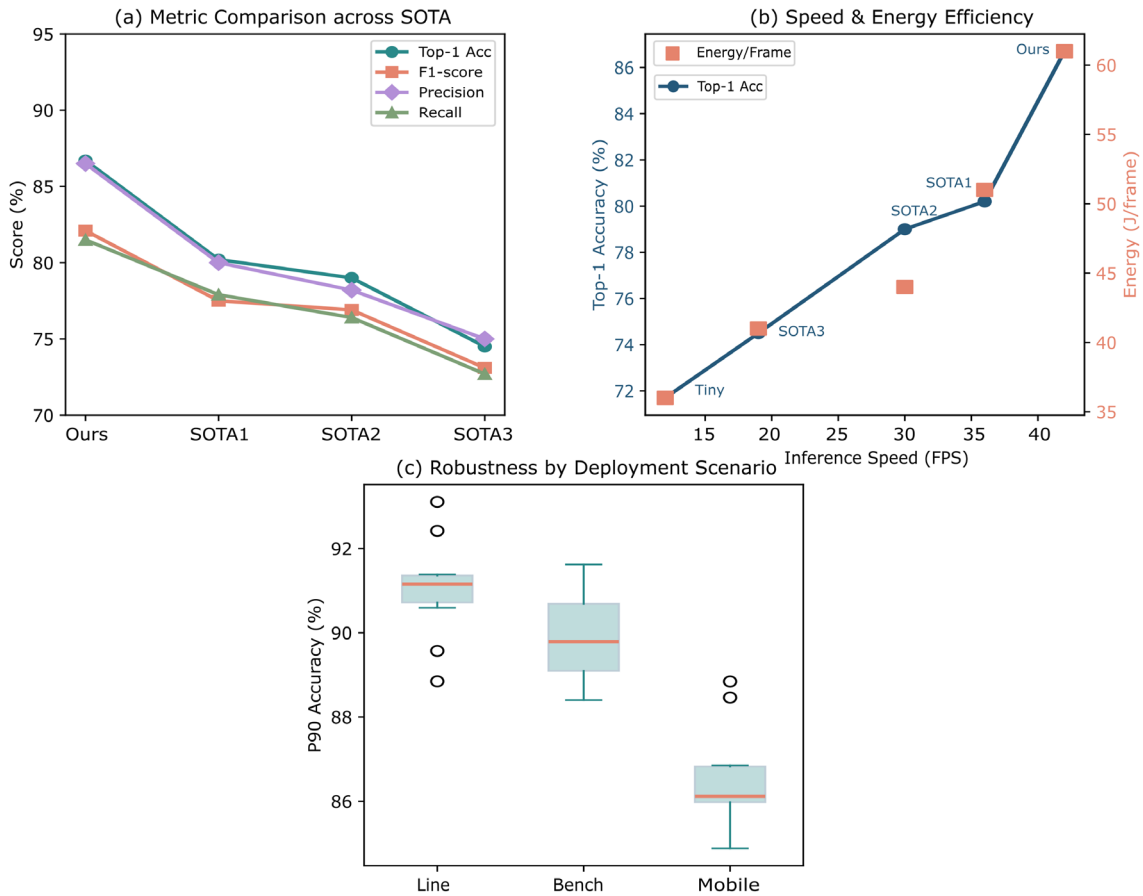 (a) Metric Comparison across SOTA
95
90
85
80
75
70
Score (%)
Top-1 Acc
F1-score
Precision
Recall
Ours
SOTA1
SOTA2
SOTA3
(b) Speed & Energy Efficiency
86
84
82
80
79
76
74
72
Top-1 Accuracy (%)
Energy/Frame
Top-1 Acc
Ours
SOTA1
SOTA2
SOTA3
Tiny
60
55
50
45
40
35
Energy (J/frame)
15
20
25
30
35
40
Inference Speed (FPS)
(c) Robustness by Deployment Scenario
92
90
88
86
P90 Accuracy (%)
Line
Bench
Mobile